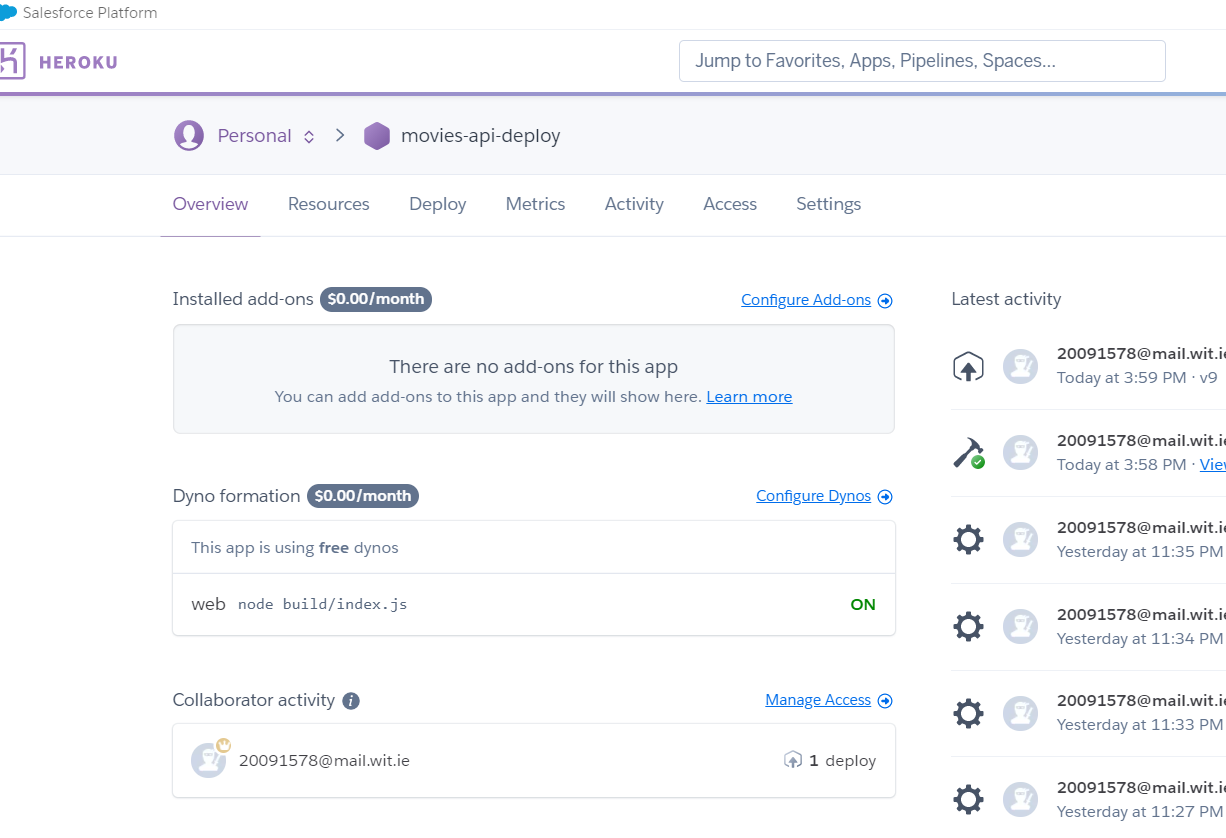 Salesforce Platform
HEROKU
Jump to Favorites, Apps, Pipelines, Spaces...
Personal
movies-api-deploy
Overview Resources Deploy Metrics Activity Access Settings
Installed add-ons $0.00/month Configure Add-ons
There are no add-ons for this app
You can add add-ons to this app and they will show here. Learn more
Dyno formation $0.00/month Configure Dynos
This app is using free dynos
web node build/index.js ON
Collaborator activity Manage Access
20091578@mail.wit.ie 1 deploy
Latest activity
20091578@mail.wit.ie
Today at 3:59 PM · v9
20091578@mail.wit.ie
Today at 3:58 PM · View
20091578@mail.wit.ie
Yesterday at 11:35 PM
20091578@mail.wit.ie
Yesterday at 11:34 PM
20091578@mail.wit.ie
Yesterday at 11:33 PM
20091578@mail.wit.ie
Yesterday at 11:27 PM